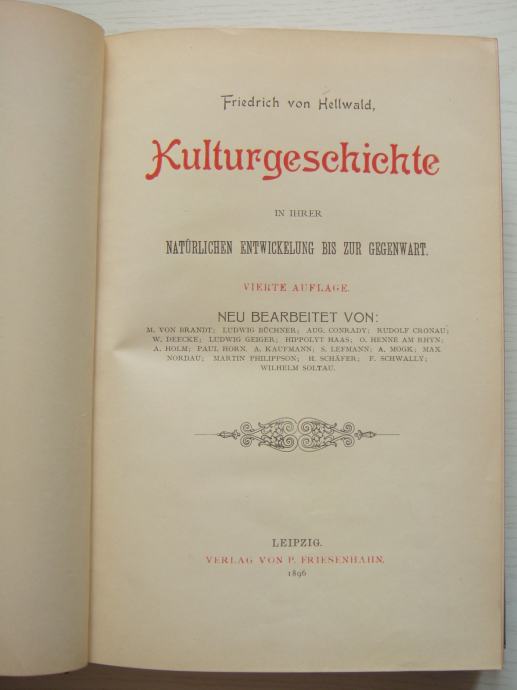 Friedrich von Hellwald,
Kulturgeschichte
IN IHRER
NATÜRLICHEN ENTWICKELUNG BIS ZUR GEGENWART.
VIERTE AUFLAGE.
NEU BEARBEITET VON:
M. VON BRANDT; LUDWIG BÜCHNER; AUG. CONRADY; RUDOLF CRONAU;
W. DEECKE; LUDWIG GEIGER; HIPPOLYT HAAS; O. HENNE AM RHYN;
A. HOLM; PAUL HORN. A. KAUFMANN; S. LEFMANN; A. MOGK; MAX
NORDAU; MARTIN PHILIPPSON; H. SCHÄFER; F. SCHWALLY;
WILHELM SOLTAU.
LEIPZIG.
VERLAG VON P. FRIESENHAHN.
1896